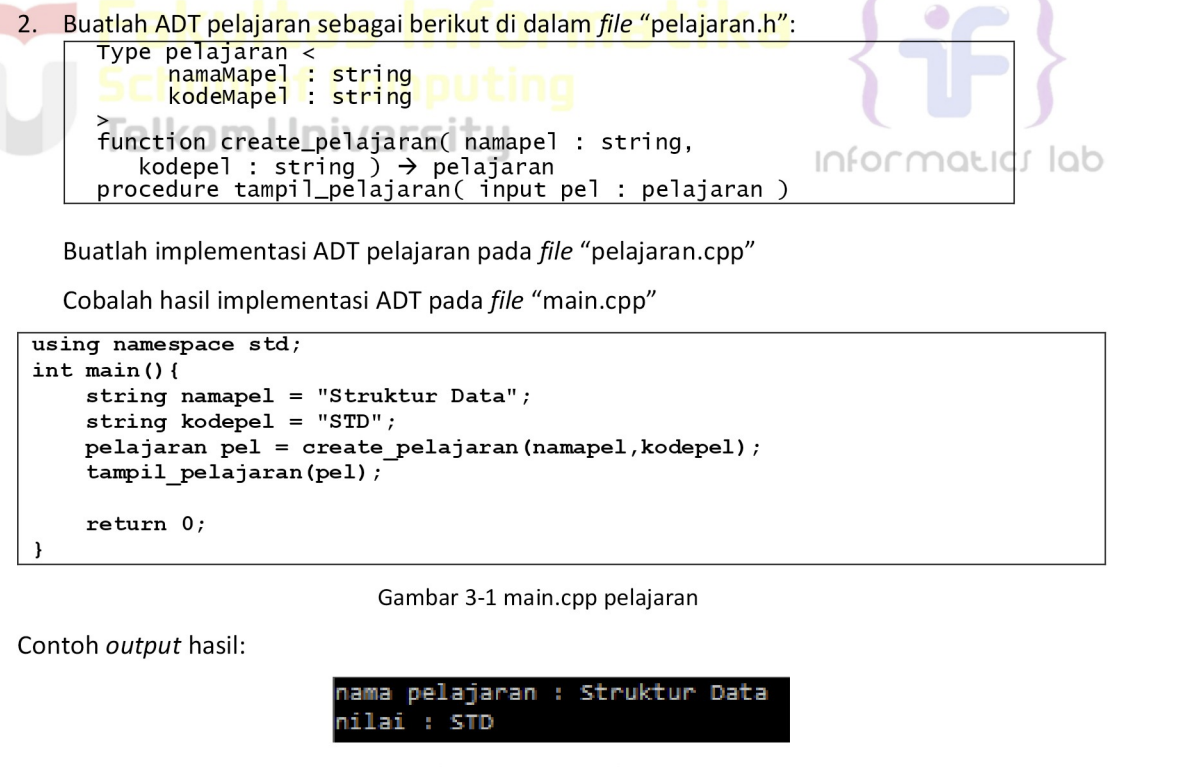 2. Buatlah ADT pelajaran sebagai berikut di dalam file “pelajaran.h”:
Type pelajaran <
namaMapel : string
kodeMapel : string
>
function create_pelajaran( namapel : string,
kodepel : string ) → pelajaran
procedure tampil_pelajaran( input pel : pelajaran )
School of Computing
Telkom University
informatics lab
Buatlah implementasi ADT pelajaran pada file “pelajaran.cpp”
Cobalah hasil implementasi ADT pada file “main.cpp”
using namespace std;
int main(){
string namapel = "Struktur Data";
string kodepel = "STD";
pelajaran pel = create_pelajaran(namapel,kodepel);
tampil_pelajaran(pel);
return 0;
}
Gambar 3-1 main.cpp pelajaran
Contoh output hasil:
nama pelajaran : Struktur Data
nilai : STD